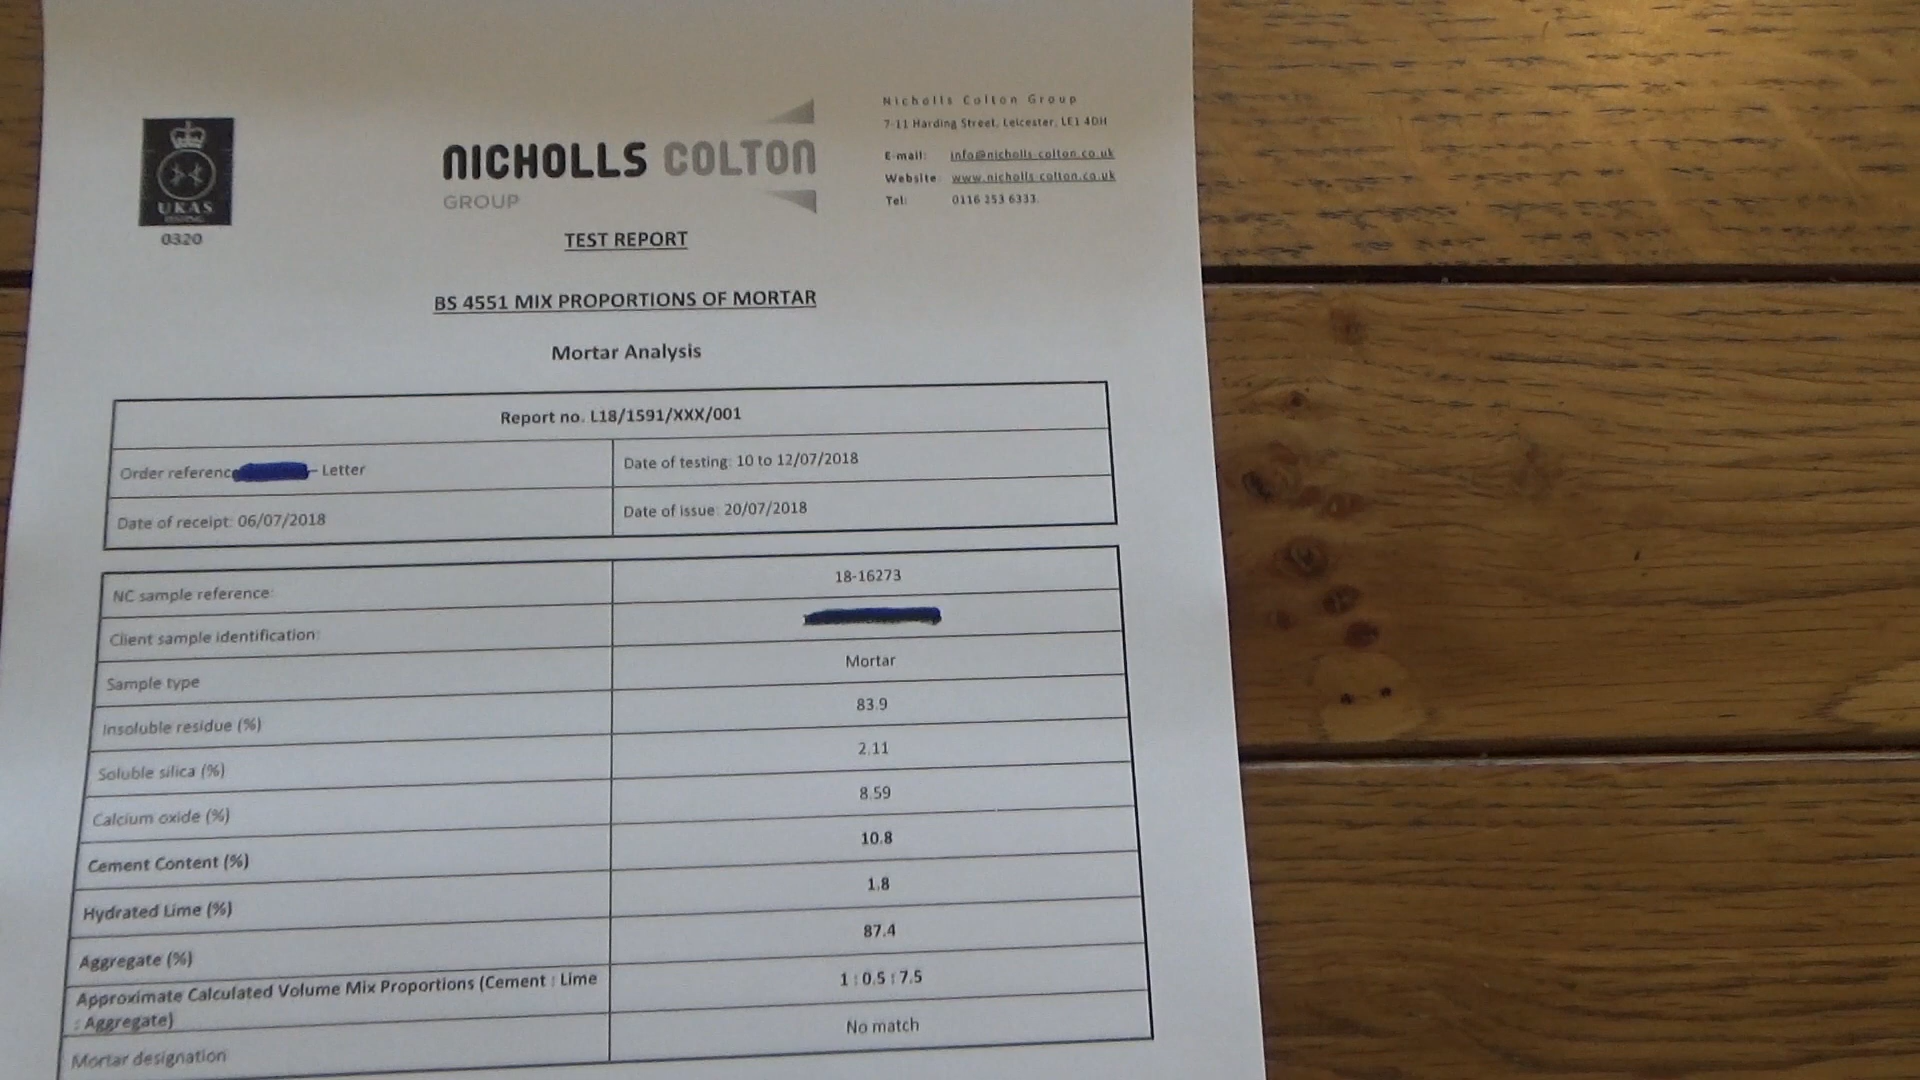 Nicholls Colton Group
7-11 Harding Street, Leicester, LE1 4DH
NICHOLLS COLTON
GROUP
E-mail: info@nicholls-colton.co.uk
Website: www.nicholls-colton.co.uk
Tel: 0116 253 6333
UKAS
TESTING
0320
TEST REPORT
BS 4551 MIX PROPORTIONS OF MORTAR
Mortar Analysis
Report no. L18/1591/XXX/001
Order referenc – Letter Date of testing: 10 to 12/07/2018
Date of receipt: 06/07/2018 Date of issue: 20/07/2018
NC sample reference: 18-16273
Client sample identification:
Sample type Mortar
Insoluble residue (%) 83.9
Soluble silica (%) 2.11
Calcium oxide (%) 8.59
Cement Content (%) 10.8
Hydrated Lime (%) 1.8
Aggregate (%) 87.4
Approximate Calculated Volume Mix Proportions (Cement : Lime
: Aggregate) 1 : 0.5 : 7.5
Mortar designation No match